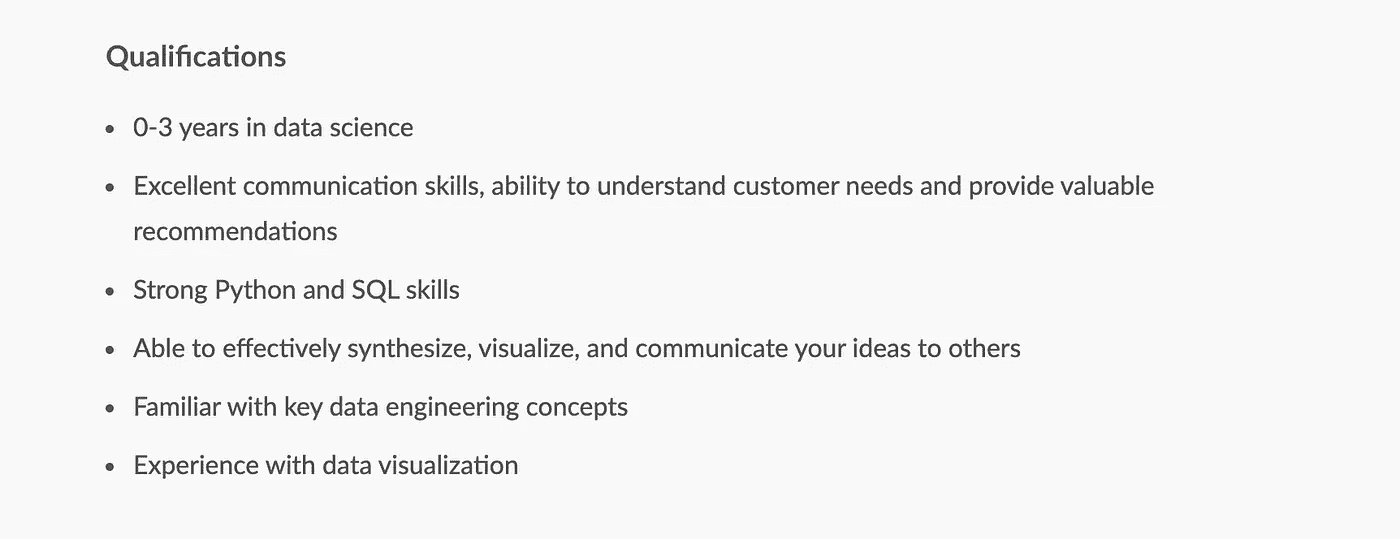 Qualifications
• 0-3 years in data science
• Excellent communication skills, ability to understand customer needs and provide valuable
recommendations
• Strong Python and SQL skills
• Able to effectively synthesize, visualize, and communicate your ideas to others
• Familiar with key data engineering concepts
• Experience with data visualization